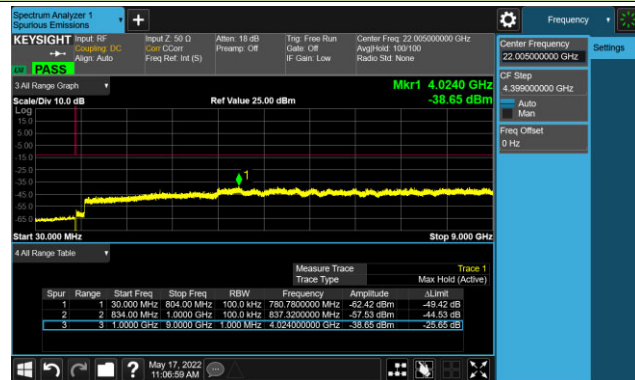 Spectrum Analyzer 1
Spurious Emissions
Frequency
KEYSIGHT Input: RF Input Z: 50 Ω Atten: 18 dB Trig: Free Run Center Freq: 22.005000000 GHz
Coupling: DC Corr CCorr Preamp: Off Gate: Off Avg|Hold: 100/100
Align: Auto Freq Ref: Int (S) IF Gain: Low Radio Std: None
PASS
Center Frequency
22.005000000 GHz
Settings
CF Step
4.399000000 GHz
Auto
Man
Freq Offset
0 Hz
3 All Range Graph
Mkr1 4.0240 GHz
Scale/Div 10.0 dB Ref Value 25.00 dBm -38.65 dBm
Log
15.0
5.00
-5.00
-15.0
-25.0
-35.0
-45.0
-55.0
-65.0
1
Start 30.000 MHz Stop 9.000 GHz
4 All Range Table
Measure Trace Trace 1
Trace Type Max Hold (Active)
Spur Range Start Freq Stop Freq RBW Frequency Amplitude ΔLimit
1 1 30.000 MHz 804.00 MHz 100.0 kHz 780.7800000 MHz -62.42 dBm -49.42 dB
2 2 834.00 MHz 1.0000 GHz 100.0 kHz 837.3200000 MHz -57.53 dBm -44.53 dB
3 3 1.0000 GHz 9.0000 GHz 1.000 MHz 4.024000000 GHz -38.65 dBm -25.65 dB
May 17, 2022
11:06:59 AM